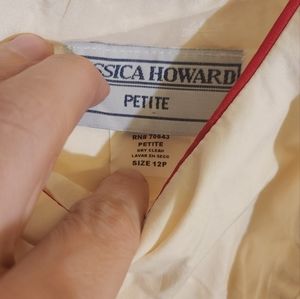 SSICA HOWARD
PETITE
RN# 70643
PETITE
DRY CLEAN
LAVAR EN SECO
SIZE 12P